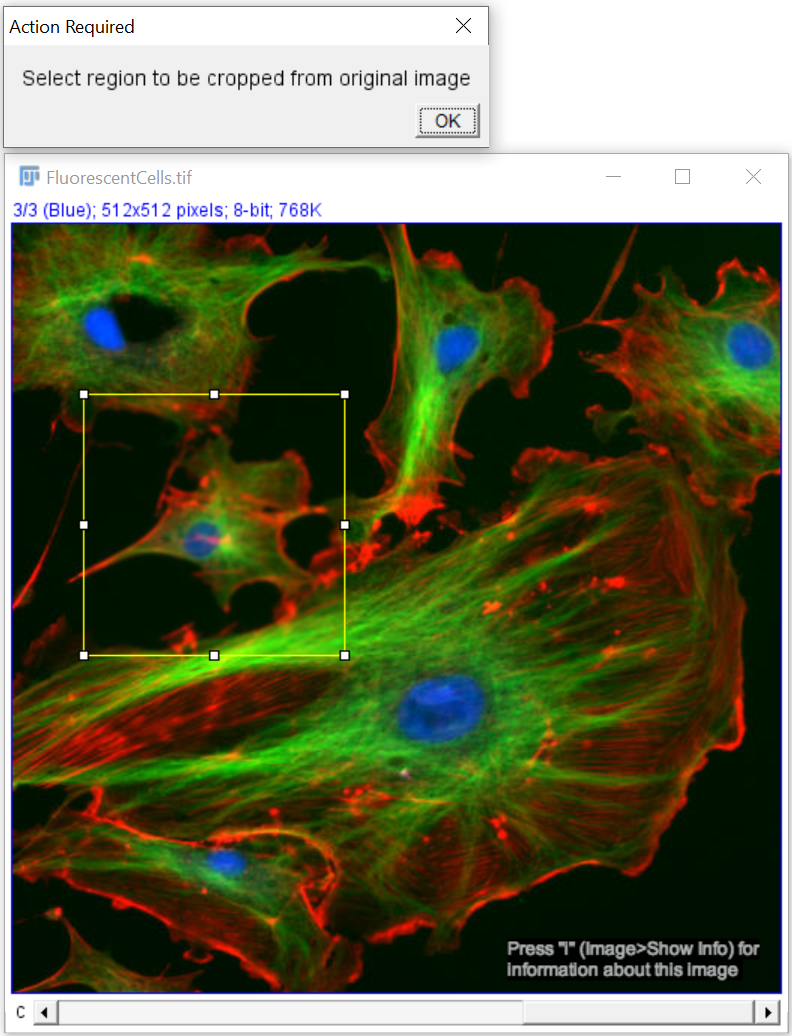 Action Required
Select region to be cropped from original image
OK
FluorescentCells.tif
3/3 (Blue); 512x512 pixels; 8-bit; 768K
Press "I" (Image>Show Info) for
information about this image
C